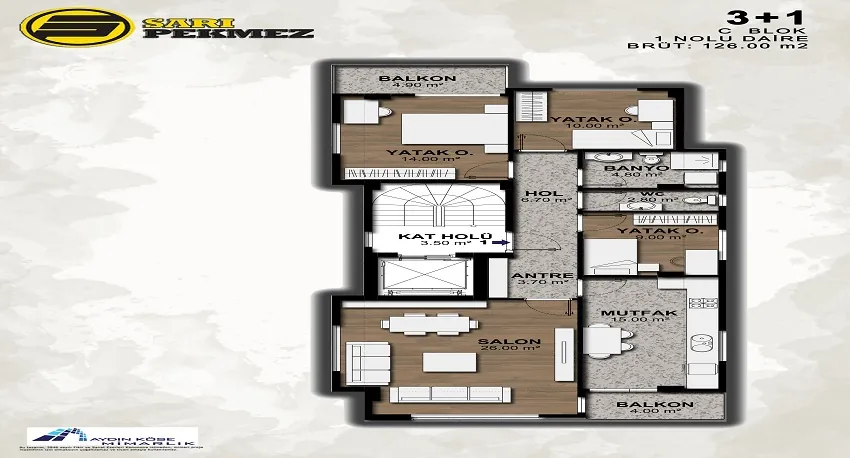 SARI
PEKMEZ
3+1
C BLOK
1 NOLU DAİRE
BRÜT: 126.00 m2
BALKON
4.90 m²
YATAK O.
10.00 m²
YATAK O.
14.00 m²
BANYO
4.80 m²
HOL
6.70 m²
WC
2.80 m²
YATAK O.
9.00 m²
KAT HOLÜ
3.50 m² 1
ANTRE
3.70 m²
MUTFAK
15.00 m²
SALON
26.00 m²
BALKON
4.00 m²
AYDIN KÖSE
MİMARLIK